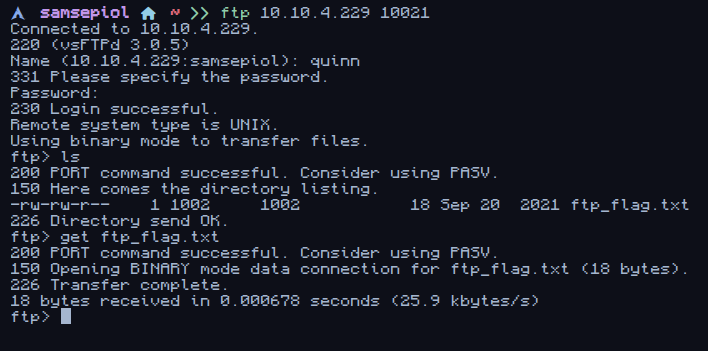 samsepiol ~ >> ftp 10.10.4.229 10021
Connected to 10.10.4.229.
220 (vsFTPd 3.0.5)
Name (10.10.4.229:samsepiol): quinn
331 Please specify the password.
Password:
230 Login successful.
Remote system type is UNIX.
Using binary mode to transfer files.
ftp> ls
200 PORT command successful. Consider using PASV.
150 Here comes the directory listing.
-rw-rw-r--    1 1002     1002           18 Sep 20  2021 ftp_flag.txt
226 Directory send OK.
ftp> get ftp_flag.txt
200 PORT command successful. Consider using PASV.
150 Opening BINARY mode data connection for ftp_flag.txt (18 bytes).
226 Transfer complete.
18 bytes received in 0.000678 seconds (25.9 kbytes/s)
ftp>